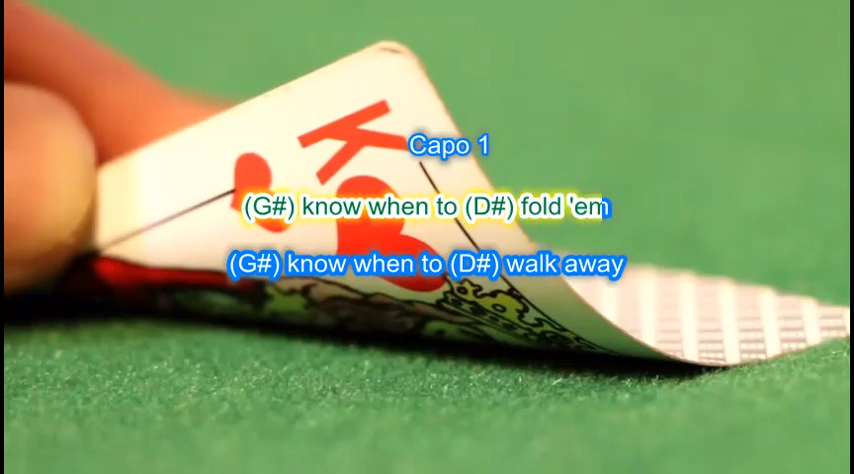 K
Capo 1
(G#) know when to (D#) fold 'em
(G#) know when to (D#) walk away